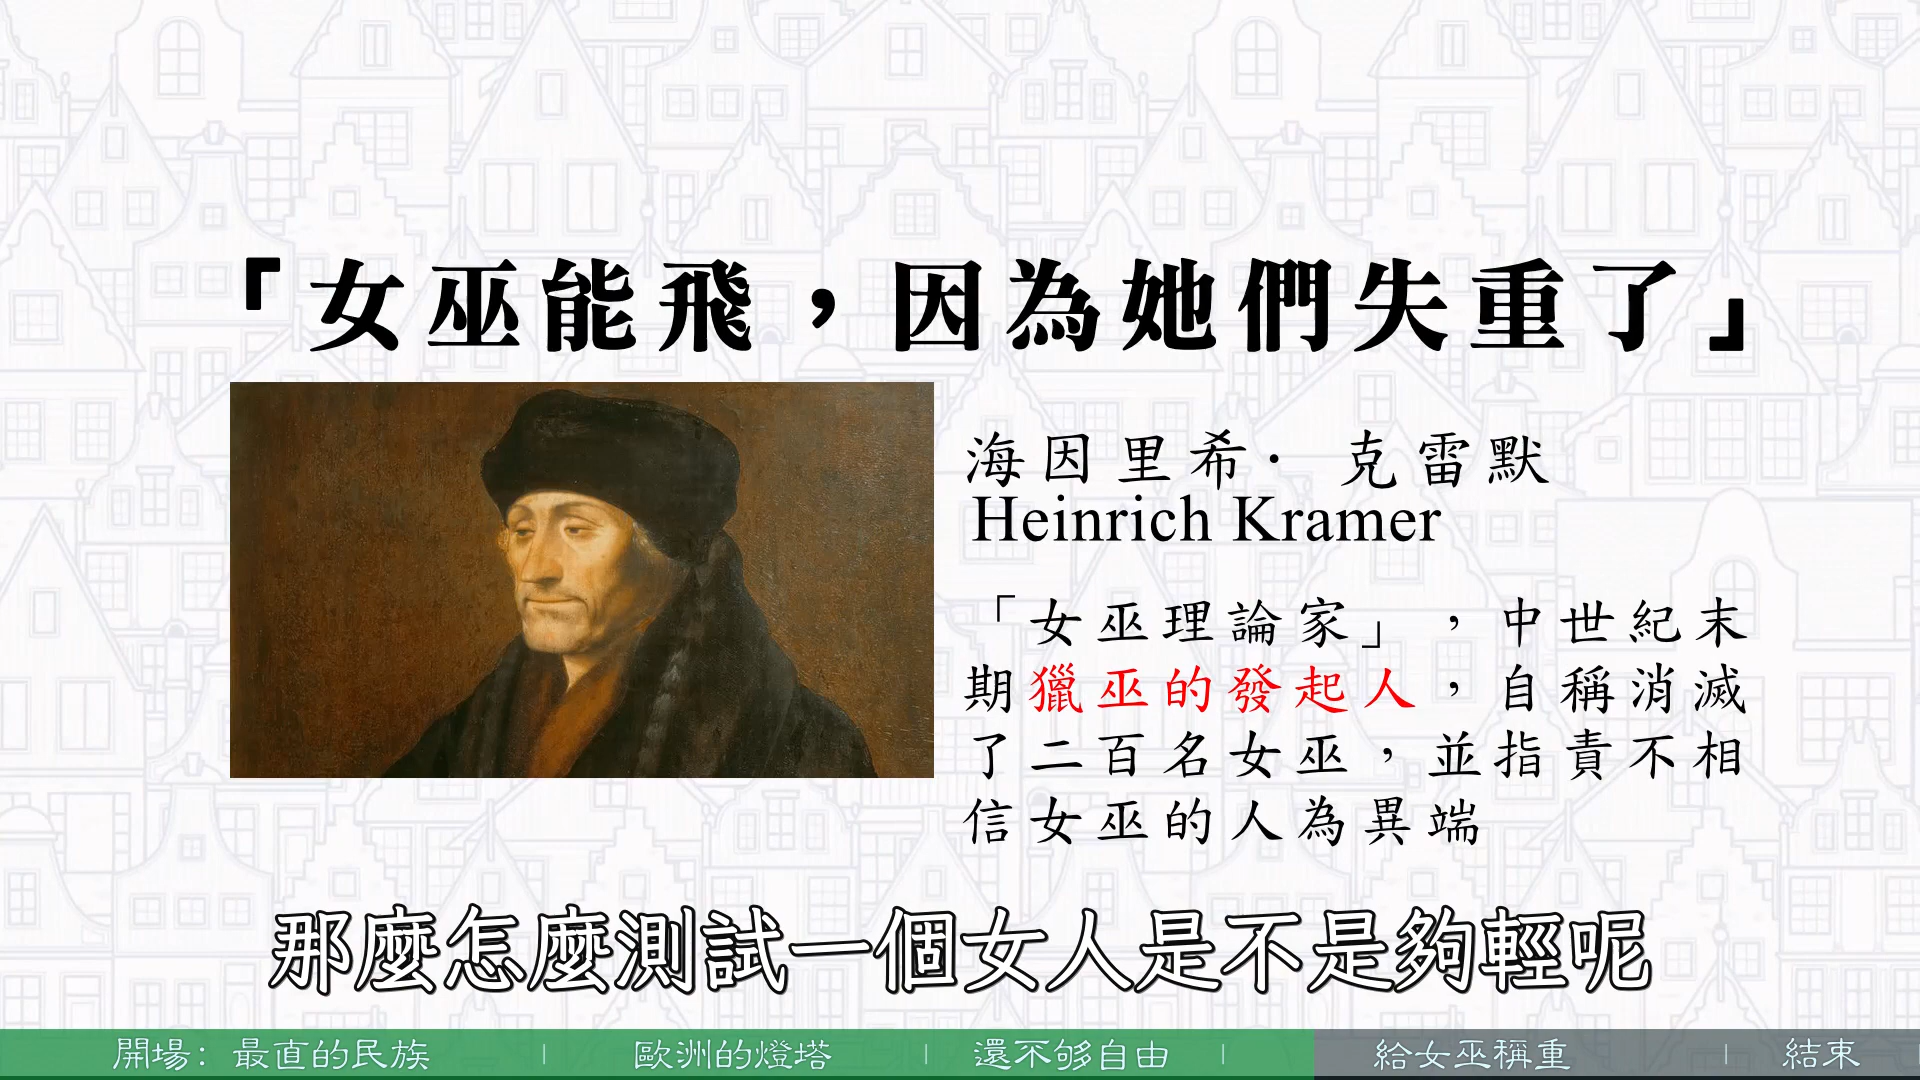 「女巫能飛，因為她們失重了」
海因里希· 克雷默
Heinrich Kramer
「女巫理論家」，中世紀末
期獵巫的發起人，自稱消滅
了二百名女巫，並指責不相
信女巫的人為異端
那麼怎麼測試一個女人是不是夠輕呢
開場：最直的民族 | 歐洲的燈塔 | 還不够自由 | 給女巫稱重 | 結束